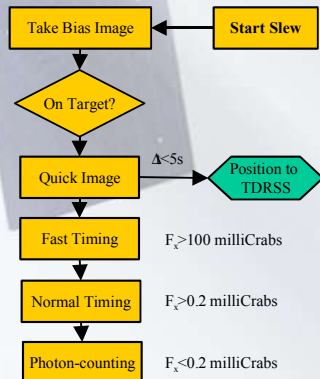 Take Bias Image
Start Slew
On Target?
Δ<5s
Quick Image
Position to
TDRSS
Fast Timing
Fₓ>100 milliCrabs
Normal Timing
Fₓ>0.2 milliCrabs
Photon-counting
Fₓ<0.2 milliCrabs